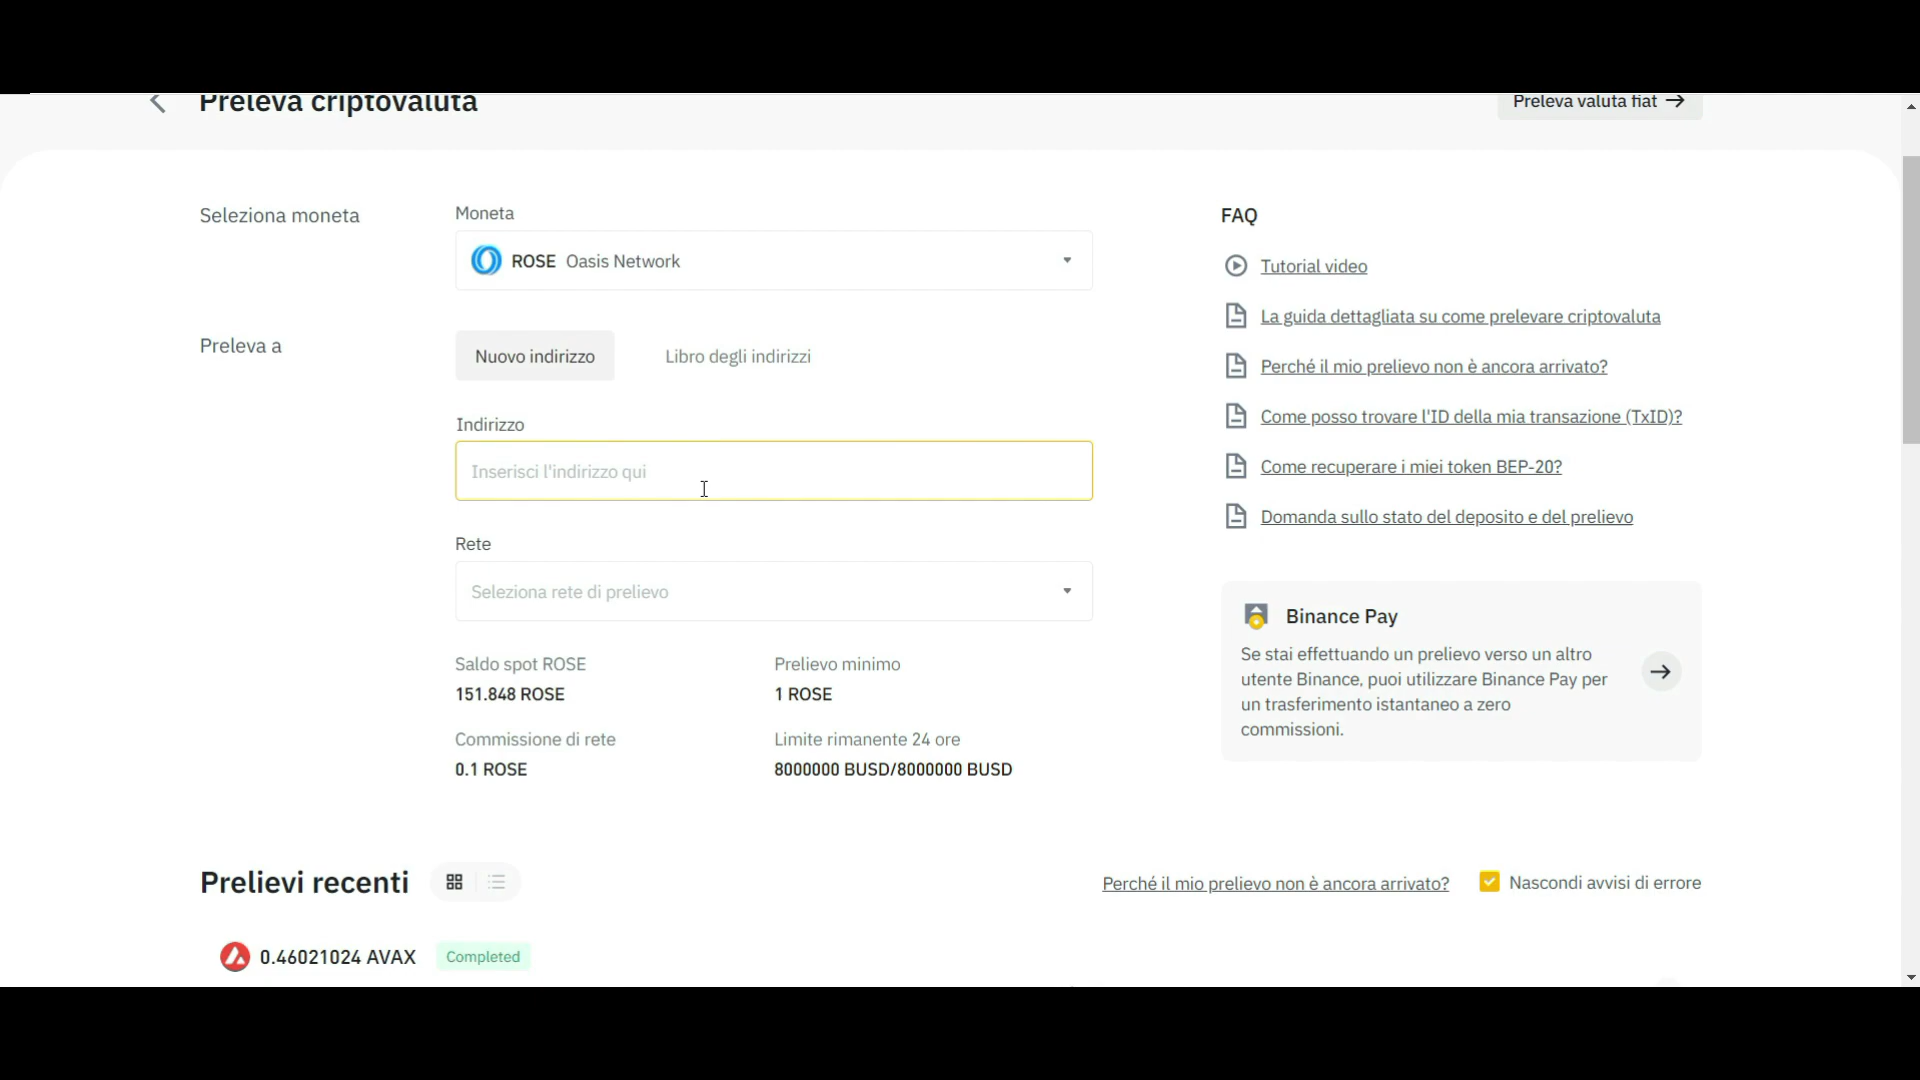 Preleva criptovaluta
Preleva valuta fiat →
Seleziona moneta
Moneta
ROSE Oasis Network
Preleva a
Nuovo indirizzo
Libro degli indirizzi
Indirizzo
Inserisci l'indirizzo qui
Rete
Seleziona rete di prelievo
Saldo spot ROSE
151.848 ROSE
Prelievo minimo
1 ROSE
Commissione di rete
0.1 ROSE
Limite rimanente 24 ore
8000000 BUSD/8000000 BUSD
FAQ
Tutorial video
La guida dettagliata su come prelevare criptovaluta
Perché il mio prelievo non è ancora arrivato?
Come posso trovare l'ID della mia transazione (TxID)?
Come recuperare i miei token BEP-20?
Domanda sullo stato del deposito e del prelievo
Binance Pay
Se stai effettuando un prelievo verso un altro
utente Binance, puoi utilizzare Binance Pay per
un trasferimento istantaneo a zero
commissioni.
Prelievi recenti
Perché il mio prelievo non è ancora arrivato?
Nascondi avvisi di errore
0.46021024 AVAX
Completed